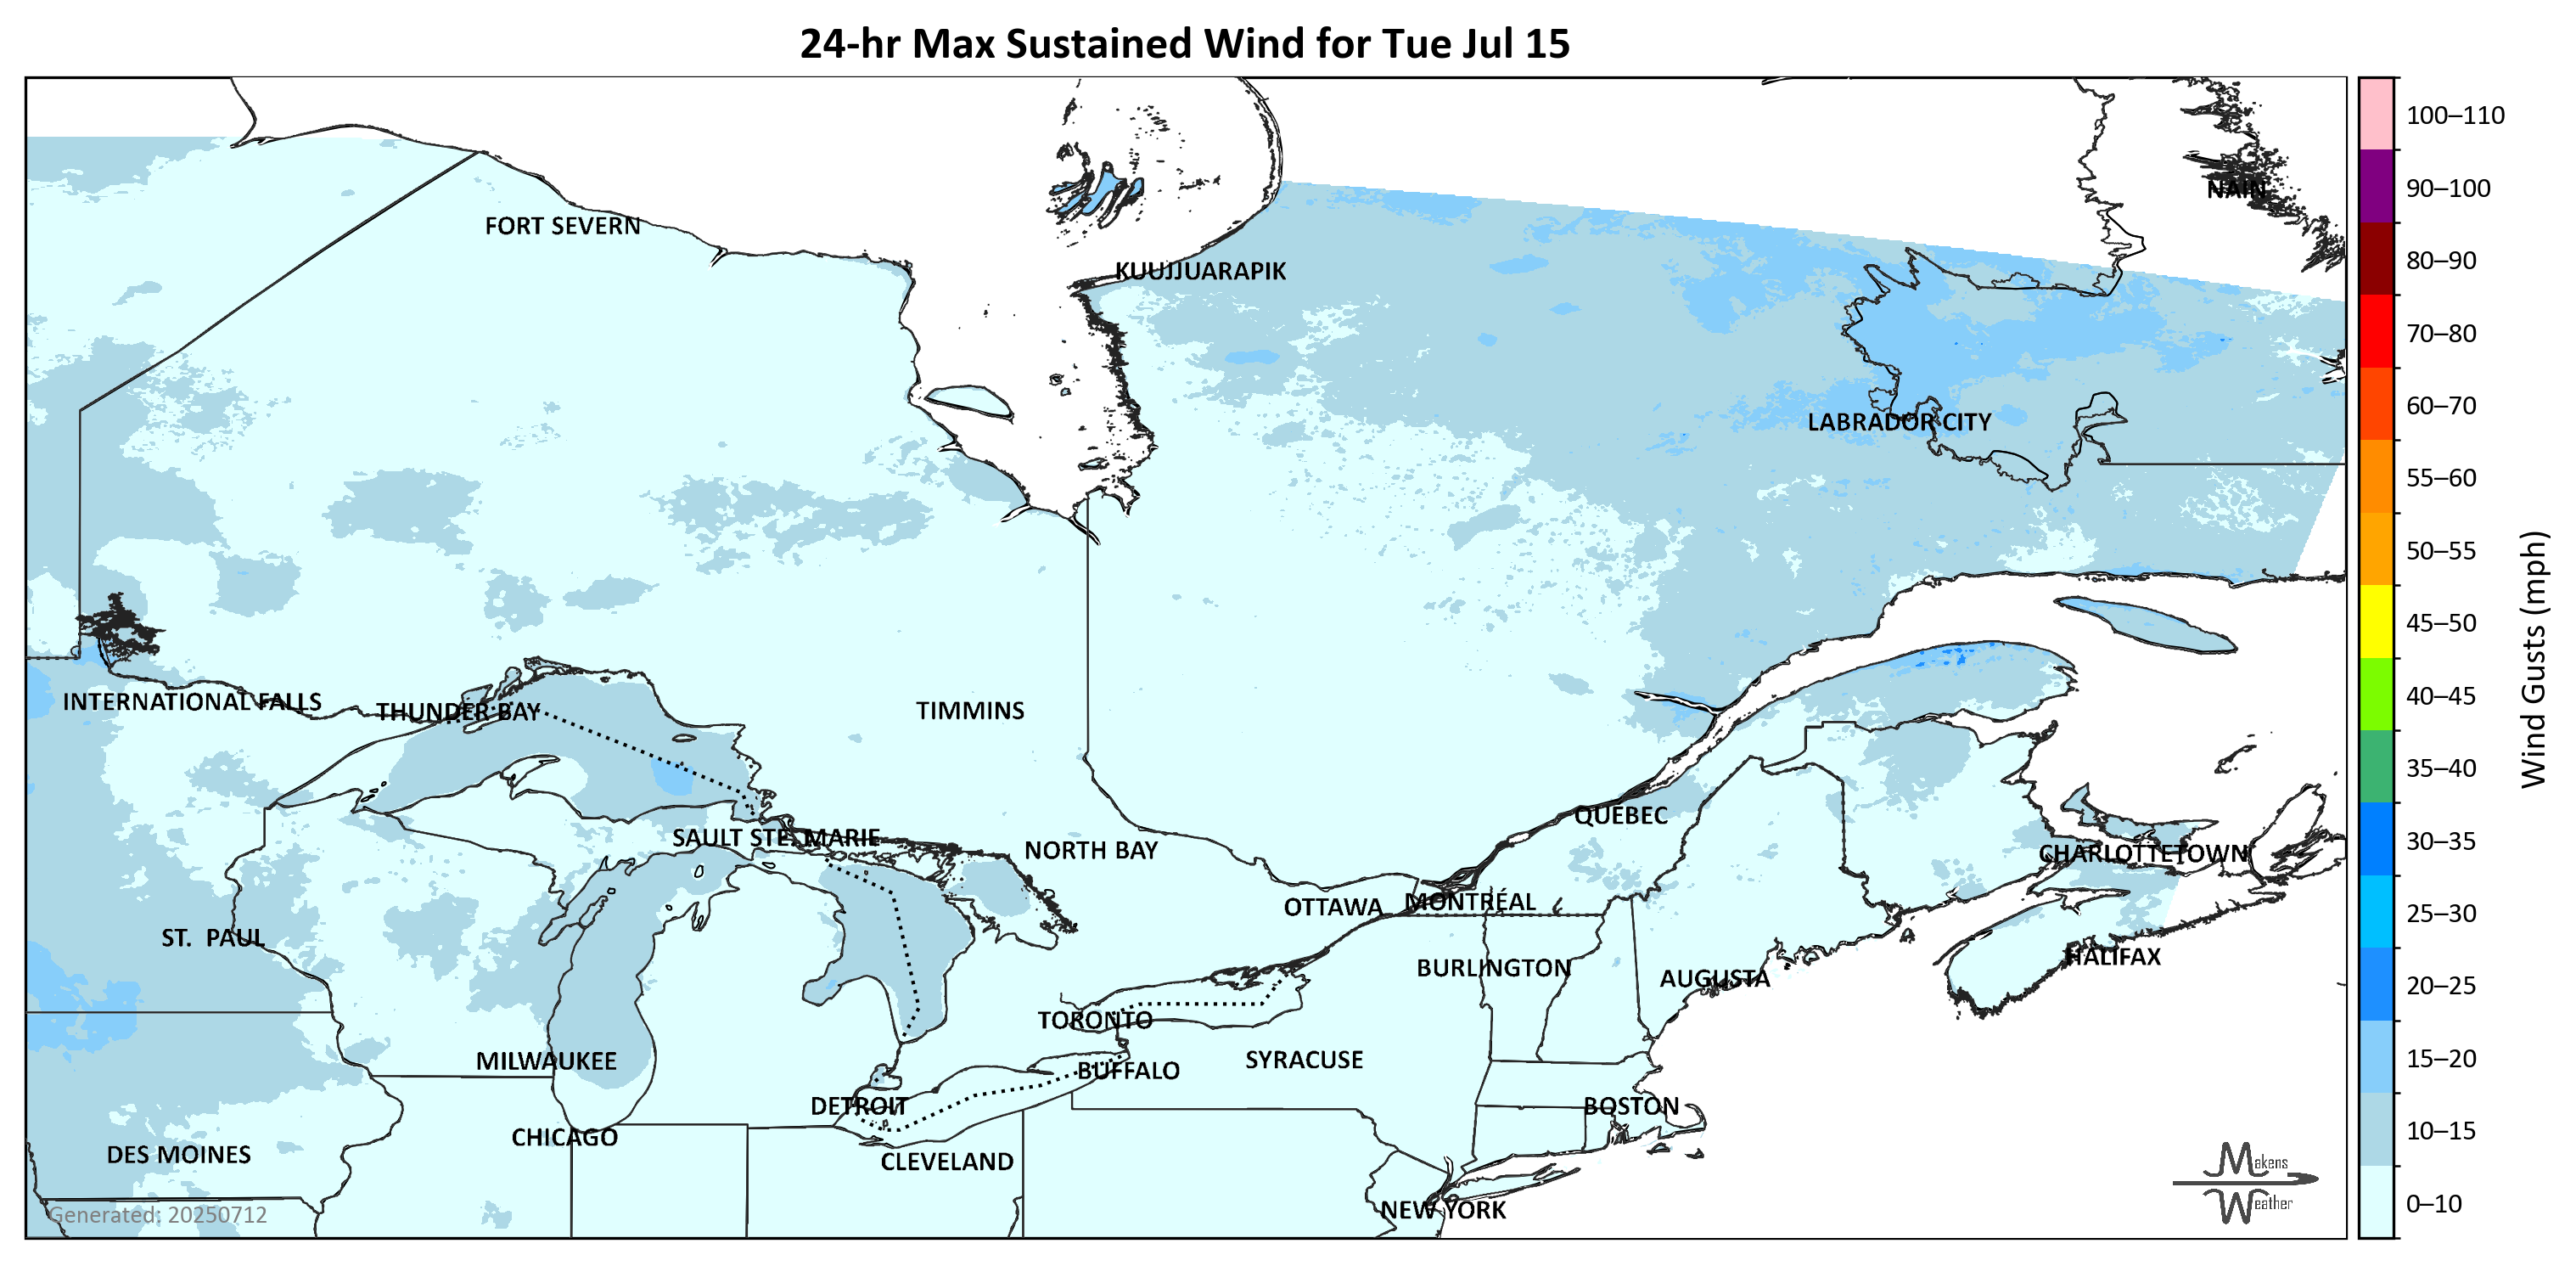 24-hr Max Sustained Wind for Tue Jul 15
100–110
90–100
80–90
70–80
60–70
55–60
50–55
45–50
40–45
35–40
30–35
25–30
20–25
15–20
10–15
0–10
Wind Gusts (mph)
NAIN
FORT SEVERN
KUUJJUARAPIK
LABRADOR CITY
INTERNATIONAL FALLS
THUNDER BAY
TIMMINS
QUEBEC
SAULT STE. MARIE
NORTH BAY
CHARLOTTETOWN
OTTAWA
MONTRÉAL
ST. PAUL
HALIFAX
BURLINGTON
AUGUSTA
TORONTO
MILWAUKEE
SYRACUSE
BUFFALO
DETROIT
BOSTON
CHICAGO
DES MOINES
CLEVELAND
NEW YORK
Makens
Weather
Generated: 20250712